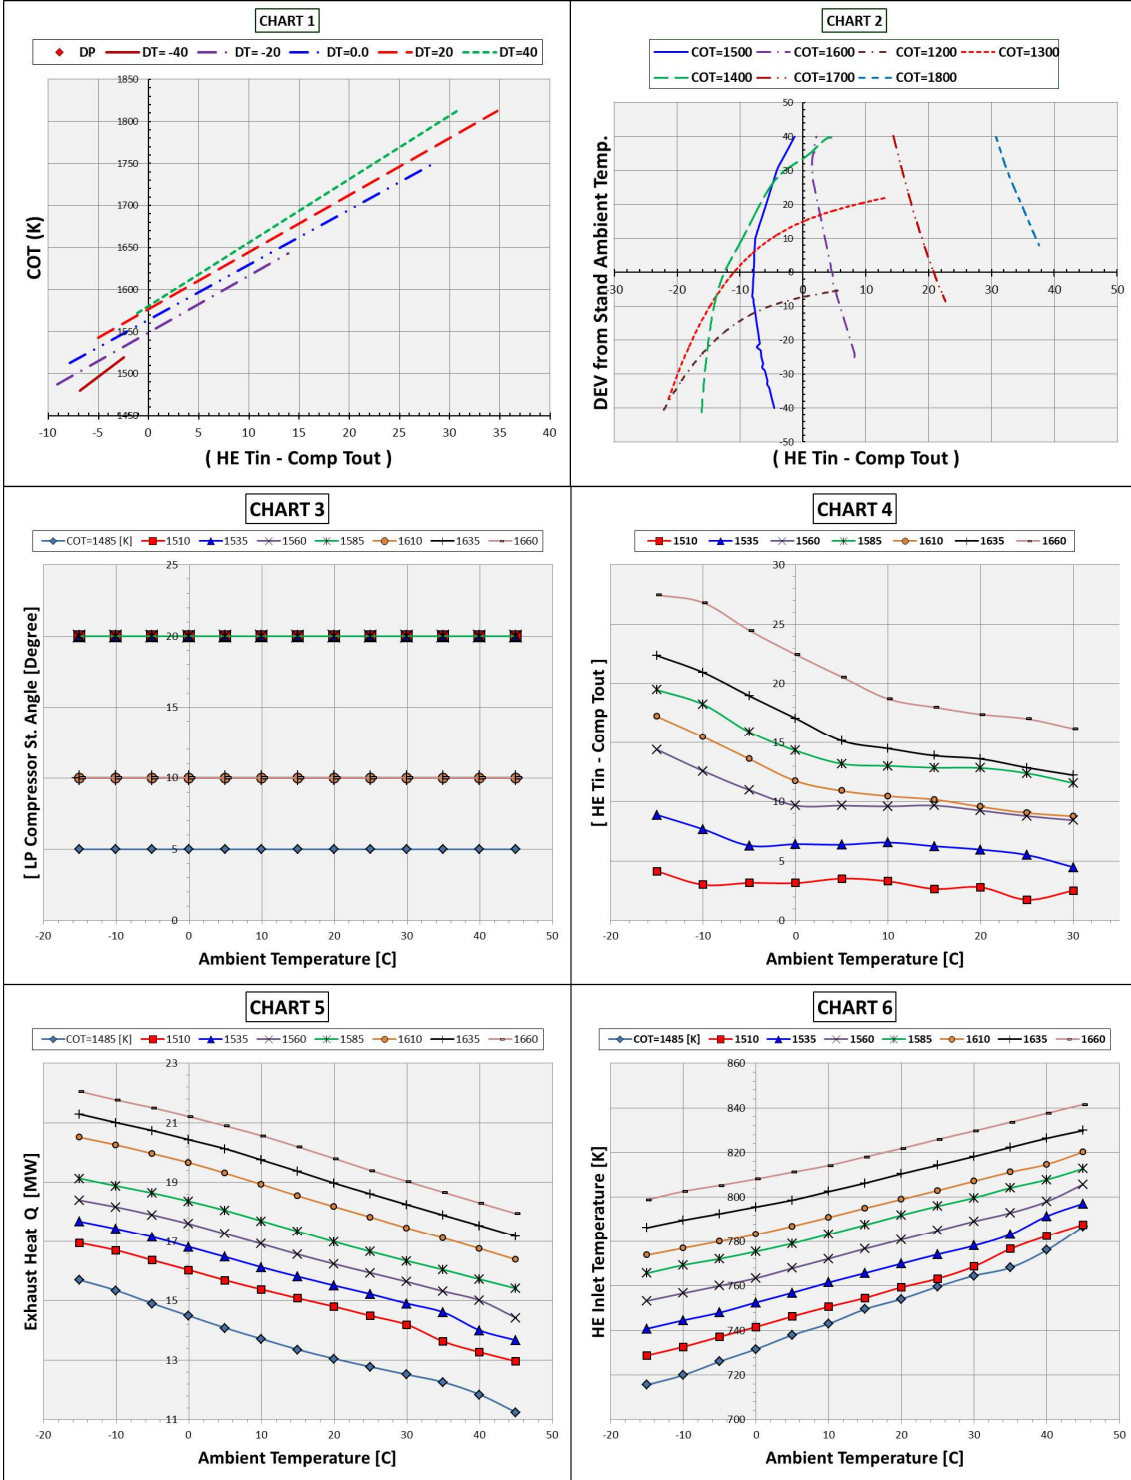 CHART 1
DP DT= -40 DT= -20 DT=0.0 DT=20 DT=40
1850
1800
1750
1700
1650
1600
1550
1500
1450
-10 -5 0 5 10 15 20 25 30 35 40
COT (K)
( HE Tin - Comp Tout )
CHART 2
COT=1500 COT=1600 COT=1200 COT=1300
COT=1400 COT=1700 COT=1800
50
40
30
20
10
0
-30 -20 -10 0 10 20 30 40 50
-10
-20
-30
-40
-50
DEV from Stand Ambient Temp.
( HE Tin - Comp Tout )
CHART 3
COT=1485 [K] 1510 1535 1560 1585 1610 1635 1660
25
20
15
10
5
0
-20 -10 0 10 20 30 40 50
[ LP Compressor St. Angle [Degree]
Ambient Temperature [C]
CHART 4
1510 1535 1560 1585 1610 1635 1660
30
25
20
15
10
5
0
-20 -10 0 10 20 30
[ HE Tin - Comp Tout ]
Ambient Temperature [C]
CHART 5
COT=1485 [K] 1510 1535 1560 1585 1610 1635 1660
23
21
19
17
15
13
11
-20 -10 0 10 20 30 40 50
Exhaust Heat Q [MW]
Ambient Temperature [C]
CHART 6
COT=1485 [K] 1510 1535 1560 1585 1610 1635 1660
860
840
820
800
780
760
740
720
700
-20 -10 0 10 20 30 40 50
HE Inlet Temperature [K]
Ambient Temperature [C]